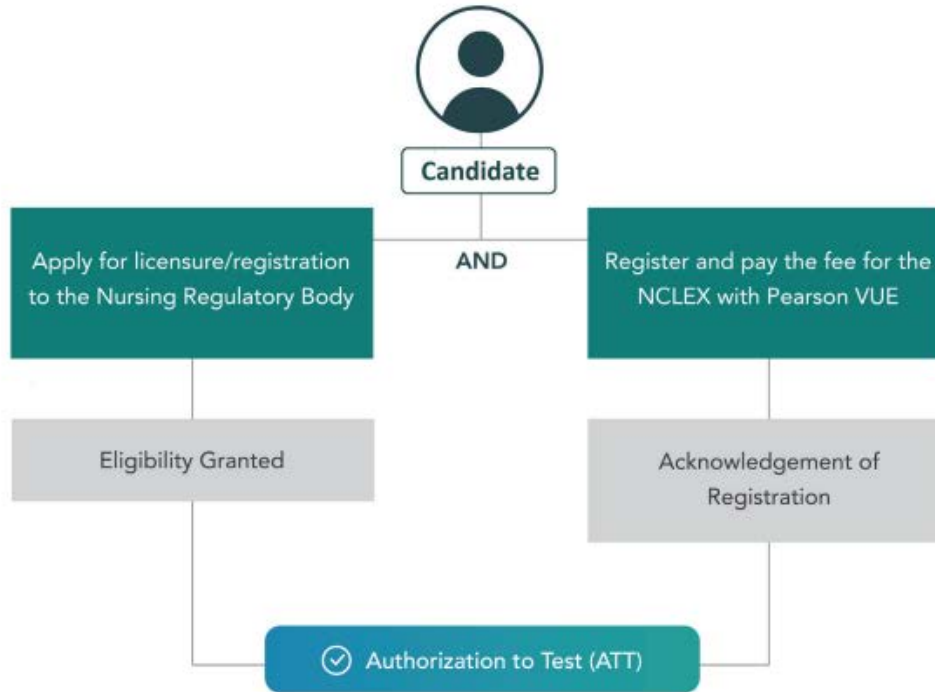 Candidate
Apply for licensure/registration
to the Nursing Regulatory Body
AND
Register and pay the fee for the
NCLEX with Pearson VUE
Eligibility Granted
Acknowledgement of
Registration
Authorization to Test (ATT)